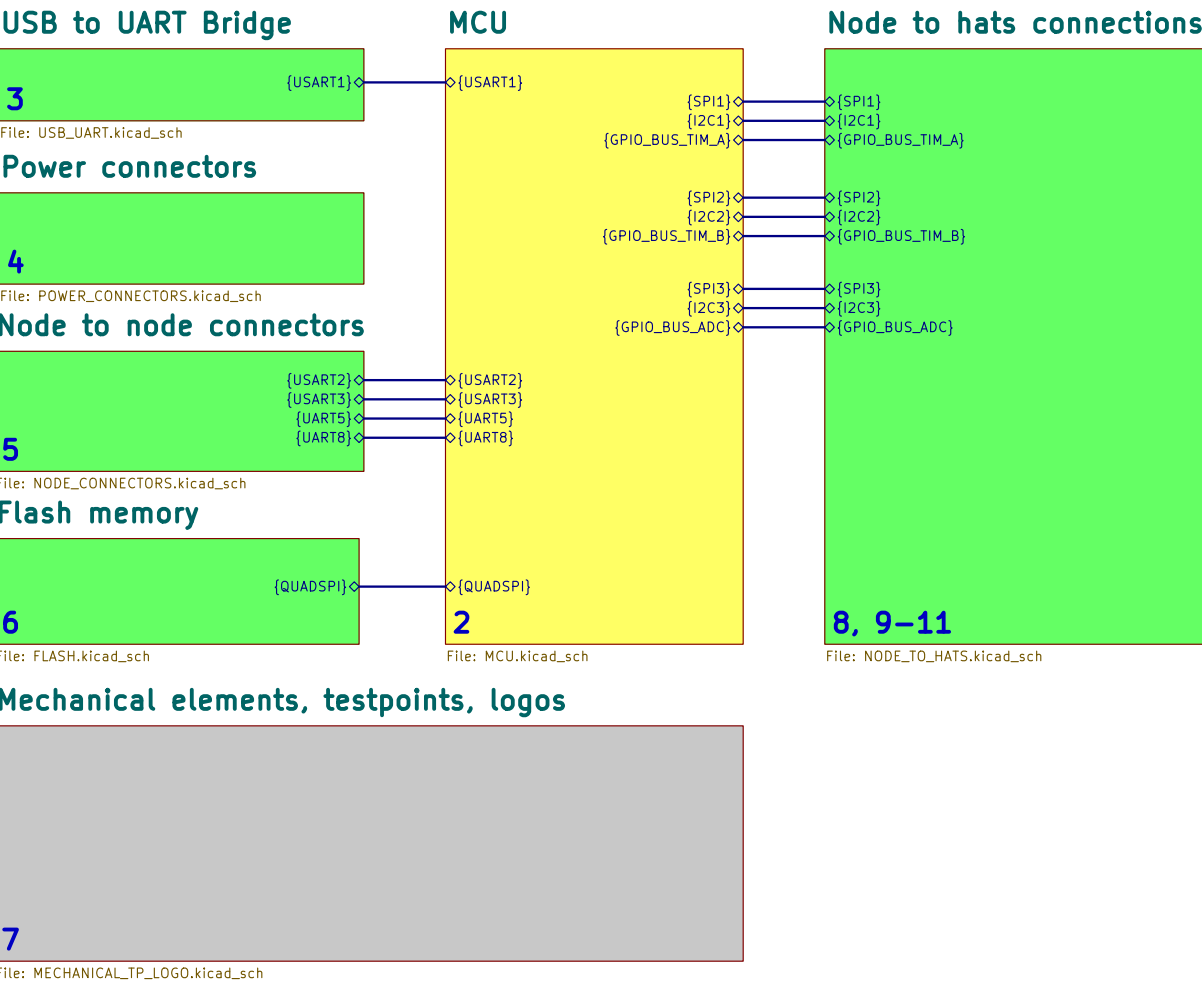 USB to UART Bridge
{USART1}
3
File: USB_UART.kicad_sch
Power connectors
4
File: POWER_CONNECTORS.kicad_sch
Node to node connectors
{USART2}
{USART3}
{UART5}
{UART8}
5
File: NODE_CONNECTORS.kicad_sch
Flash memory
{QUADSPI}
6
File: FLASH.kicad_sch
MCU
{USART1}
{SPI1}
{I2C1}
{GPIO_BUS_TIM_A}
{SPI2}
{I2C2}
{GPIO_BUS_TIM_B}
{SPI3}
{I2C3}
{GPIO_BUS_ADC}
{USART2}
{USART3}
{UART5}
{UART8}
{QUADSPI}
2
File: MCU.kicad_sch
Node to hats connections
{SPI1}
{I2C1}
{GPIO_BUS_TIM_A}
{SPI2}
{I2C2}
{GPIO_BUS_TIM_B}
{SPI3}
{I2C3}
{GPIO_BUS_ADC}
8, 9-11
File: NODE_TO_HATS.kicad_sch
Mechanical elements, testpoints, logos
7
File: MECHANICAL_TP_LOGO.kicad_sch